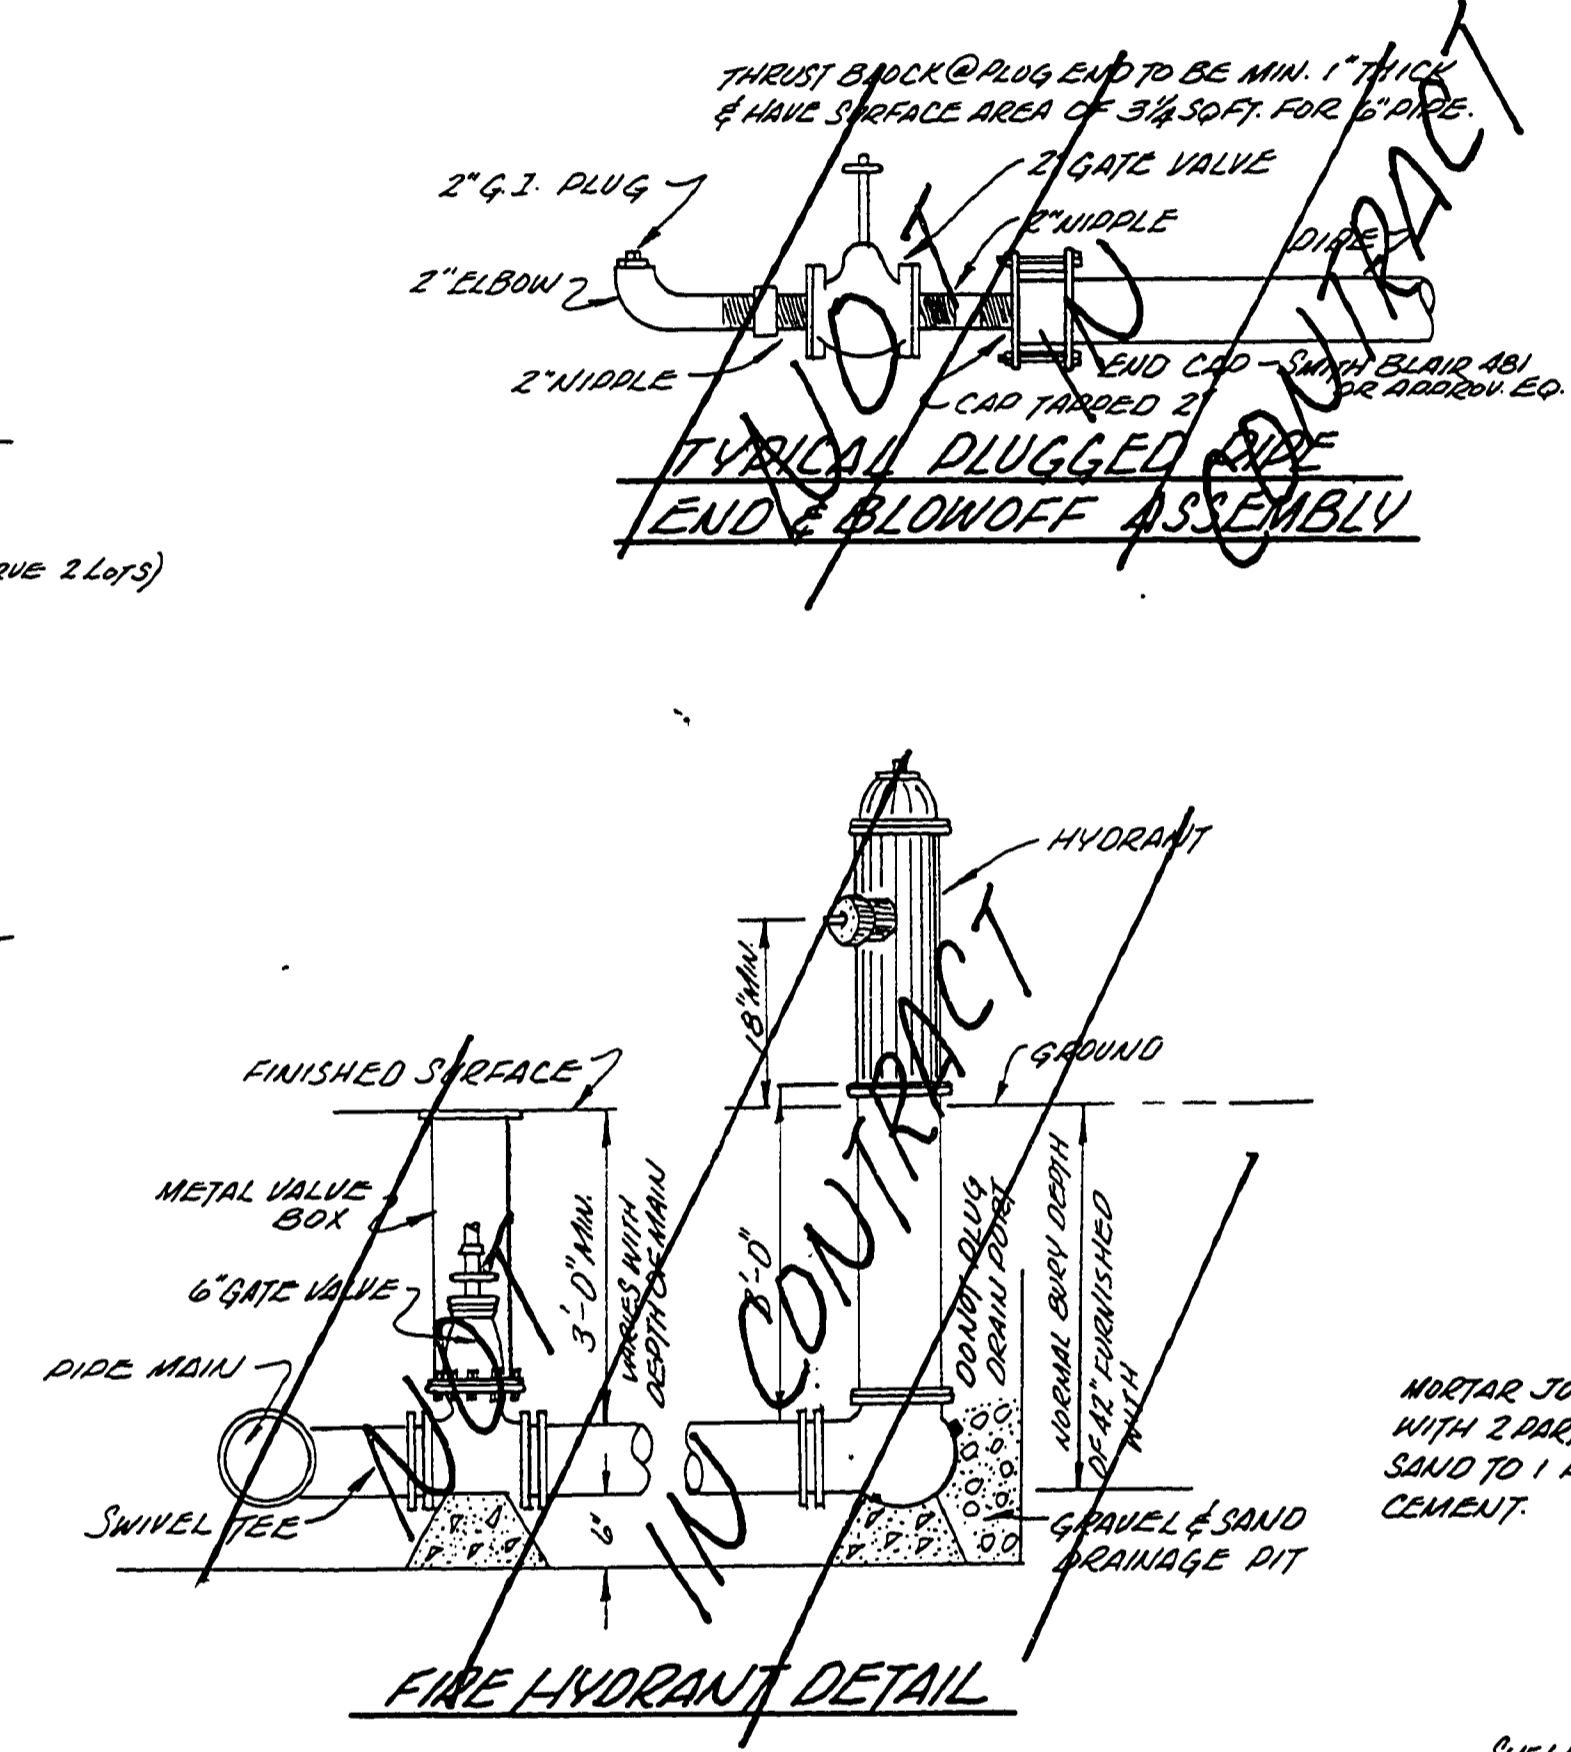 THRUST BLOCK @ PLUG END TO BE MIN. 1" THICK
& HAVE SURFACE AREA OF 3¼ SQFT. FOR 6" PIPE.
2" G.I. PLUG
2" GATE VALVE
2" NIPPLE
PIPE
2" ELBOW
2" NIPPLE
END CAP - SMITH BLAIR 481
OR APPROV. EQ.
CAP TAPPED 2"
TYPICAL PLUGGED PIPE
END & BLOWOFF ASSEMBLY
NOT IN CONTRACT
2 LOTS)
HYDRANT
18" MIN.
GROUND
FINISHED SURFACE
METAL VALVE
BOX
6" GATE VALVE
PIPE MAIN
SWIVEL TEE
3'-0" MIN.
VARIES WITH
DEPTH OF MAIN
3'-0"
DO NOT PLUG
DRAIN PORT
NORMAL BURY DEPTH
OF 42" FURNISHED
WITH
6"
GRAVEL & SAND
DRAINAGE PIT
NOT IN CONTRACT
FIRE HYDRANT DETAIL
MORTAR
WITH 2
SAND TO 1
CEMENT.